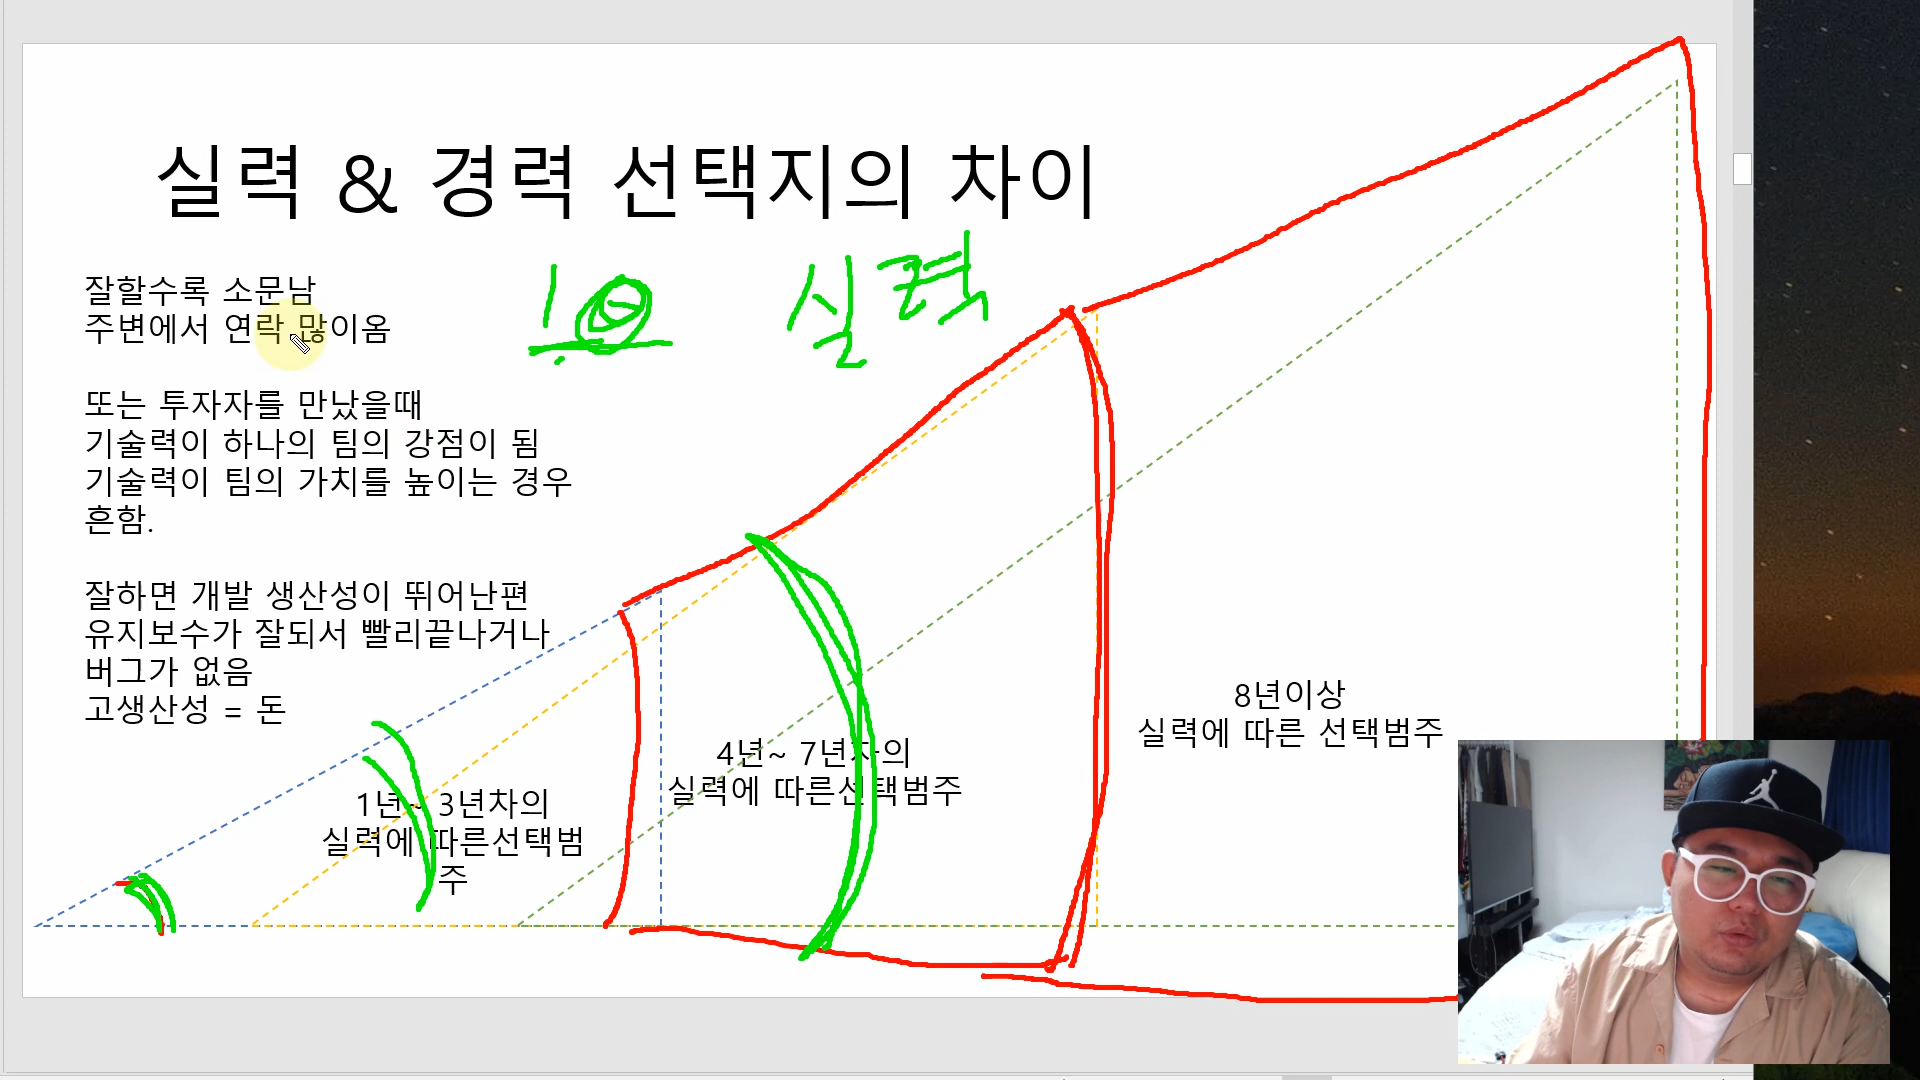 실력 & 경력 선택지의 차이
잘할수록 소문남
주변에서 연락 많이옴
또는 투자자를 만났을때
기술력이 하나의 팀의 강점이 됨
기술력이 팀의 가치를 높이는 경우
흔함.
잘하면 개발 생산성이 뛰어난편
유지보수가 잘되서 빨리끝나거나
버그가 없음
고생산성 = 돈
실력
1년~ 3년차의
실력에 따른선택범
주
4년~ 7년차의
실력에 따른선택범주
8년이상
실력에 따른 선택범주